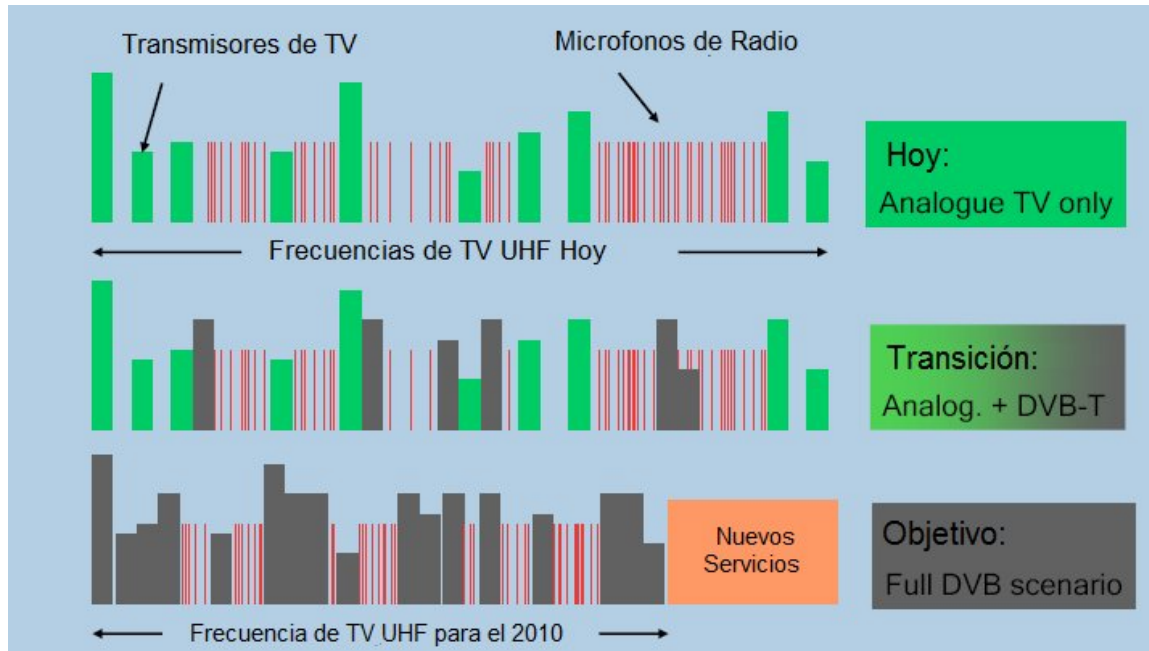 Transmisores de TV
Microfonos de Radio
Hoy:
Analogue TV only
Frecuencias de TV UHF Hoy
Transición:
Analog. + DVB-T
Nuevos
Servicios
Objetivo:
Full DVB scenario
Frecuencia de TV UHF para el 2010